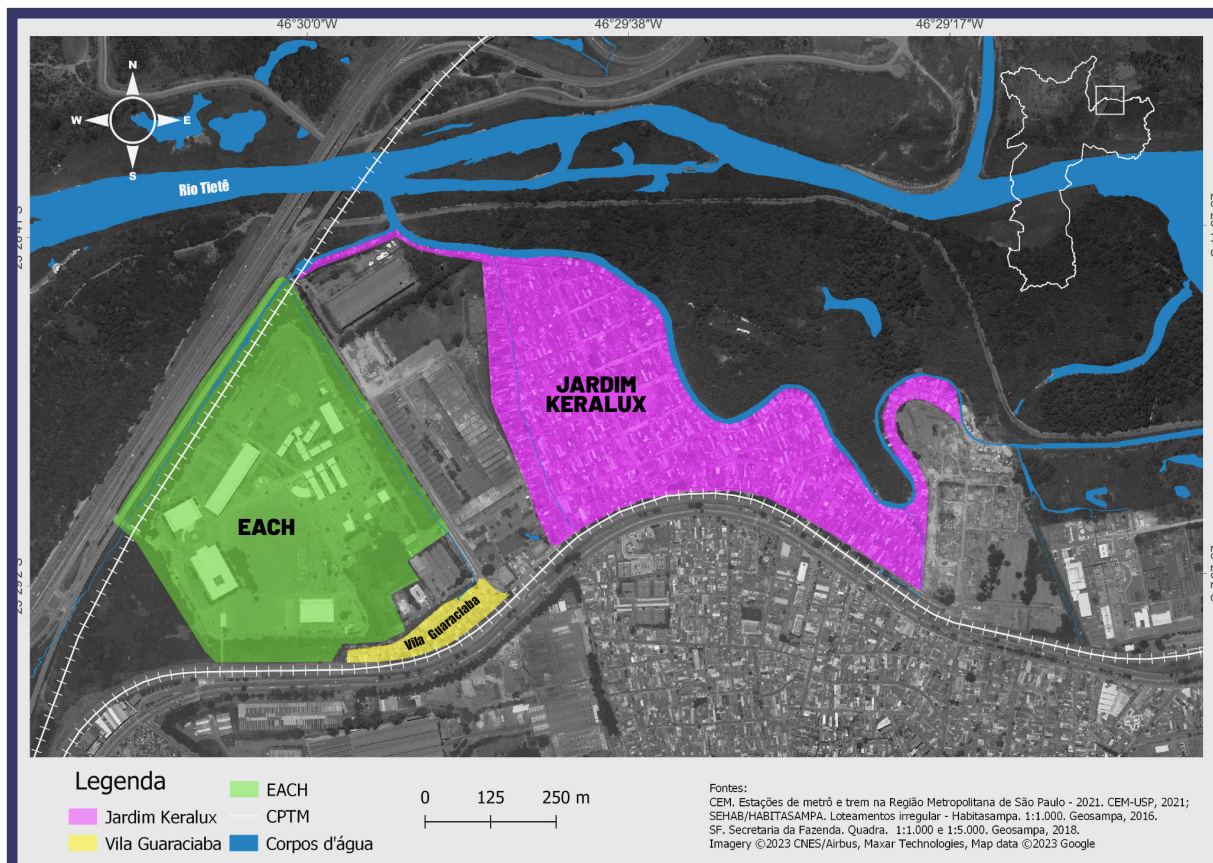 46°30'0"W
46°29'38"W
46°29'17"W
N
W
E
S
Rio Tietê
JARDIM
KERALUX
EACH
Vila Guaraciaba
Legenda
Jardim Keralux
Vila Guaraciaba
EACH
CPTM
Corpos d'água
0 125 250 m
Fontes:
CEM. Estações de metrô e trem na Região Metropolitana de São Paulo - 2021. CEM-USP, 2021;
SEHAB/HABITASAMPA. Loteamentos irregular - Habitasampa. 1:1.000. Geosampa, 2016.
SF. Secretaria da Fazenda. Quadra. 1:1.000 e 1:5.000. Geosampa, 2018.
Imagery ©2023 CNES/Airbus, Maxar Technologies, Map data ©2023 Google